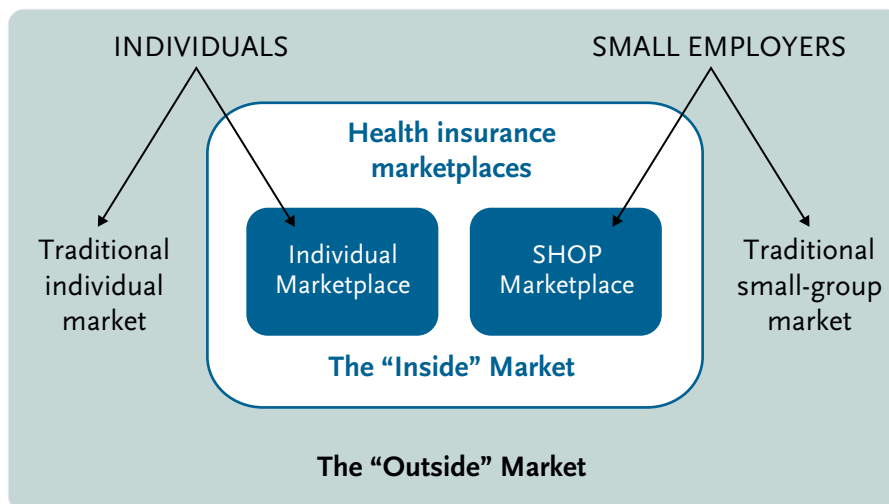 INDIVIDUALS
SMALL EMPLOYERS
Health insurance
marketplaces
Traditional
individual
market
Individual
Marketplace
SHOP
Marketplace
Traditional
small-group
market
The “Inside” Market
The “Outside” Market